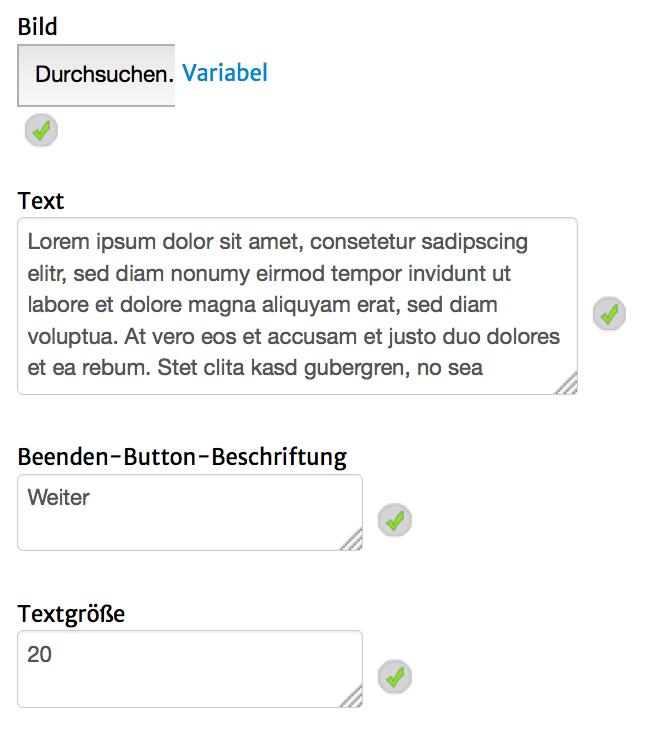 Bild
Durchsuchen. Variabel
Text
Lorem ipsum dolor sit amet, consetetur sadipscing
elitr, sed diam nonumy eirmod tempor invidunt ut
labore et dolore magna aliquyam erat, sed diam
voluptua. At vero eos et accusam et justo duo dolores
et ea rebum. Stet clita kasd gubergren, no sea
Beenden-Button-Beschriftung
Weiter
Textgröße
20